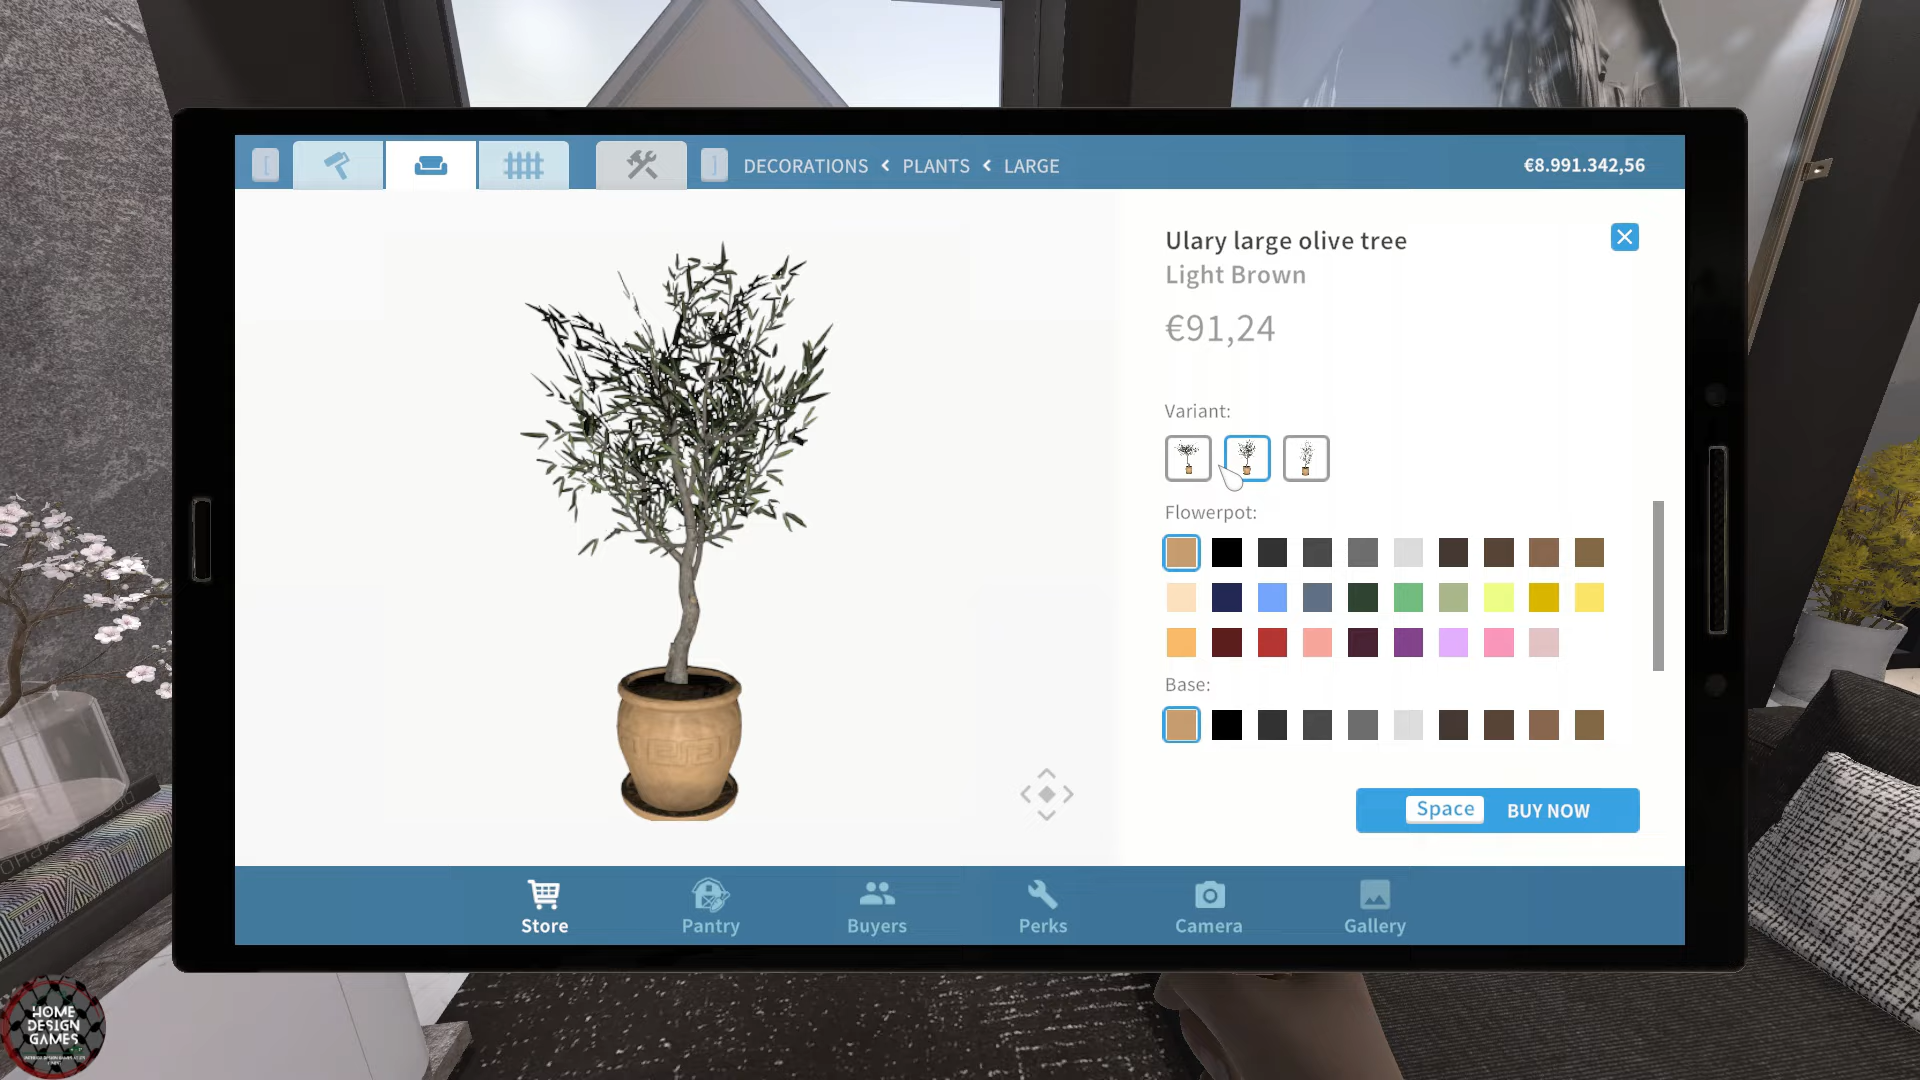 [
]
DECORATIONS < PLANTS < LARGE
€8.991.342,56
Ulary large olive tree
Light Brown
€91,24
Variant:
Flowerpot:
Base:
Space BUY NOW
Store
Pantry
Buyers
Perks
Camera
Gallery
HOME
DESIGN
GAMES